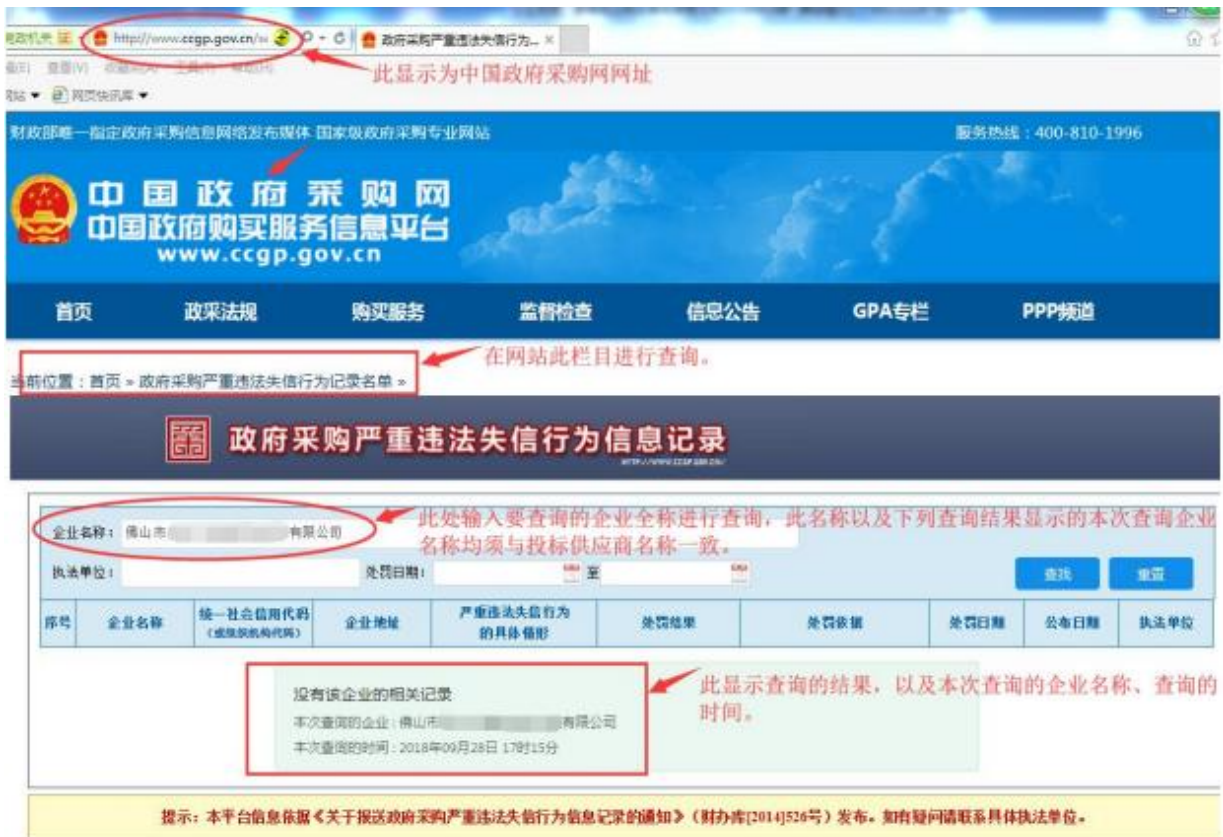 http://www.ccgp.gov.cn/
政府采购严重违法失信行为...
此显示为中国政府采购网网址
查看(V)
网页快讯库
财政部唯一指定政府采购信息网络发布媒体 国家级政府采购专业网站
服务热线：400-810-1996
中国政府采购网
中国政府购买服务信息平台
www.ccgp.gov.cn
首页 政采法规 购买服务 监督检查 信息公告 GPA专栏 PPP频道
在网站此栏目进行查询。
当前位置：首页 » 政府采购严重违法失信行为记录名单 »
政府采购严重违法失信行为信息记录
HTTP://WWW.CCGP.GOV.CN/
企业名称：佛山市 有限公司
此处输入要查询的企业全称进行查询，此名称以及下列查询结果显示的本次查询企业
名称均须与投标供应商名称一致。
执法单位： 处罚日期： 至 查找 重置
序号 企业名称 统一社会信用代码（或组织机构代码） 企业地址 严重违法失信行为的具体情形 处罚结果 处罚依据 处罚日期 公布日期 执法单位
没有该企业的相关记录
本次查询的企业：佛山市 有限公司
本次查询的时间：2018年09月28日 17时15分
此显示查询的结果，以及本次查询的企业名称、查询的
时间。
提示：本平台信息依据《关于报送政府采购严重违法失信行为信息记录的通知》（财办库[2014]526号）发布。如有疑问请联系具体执法单位。